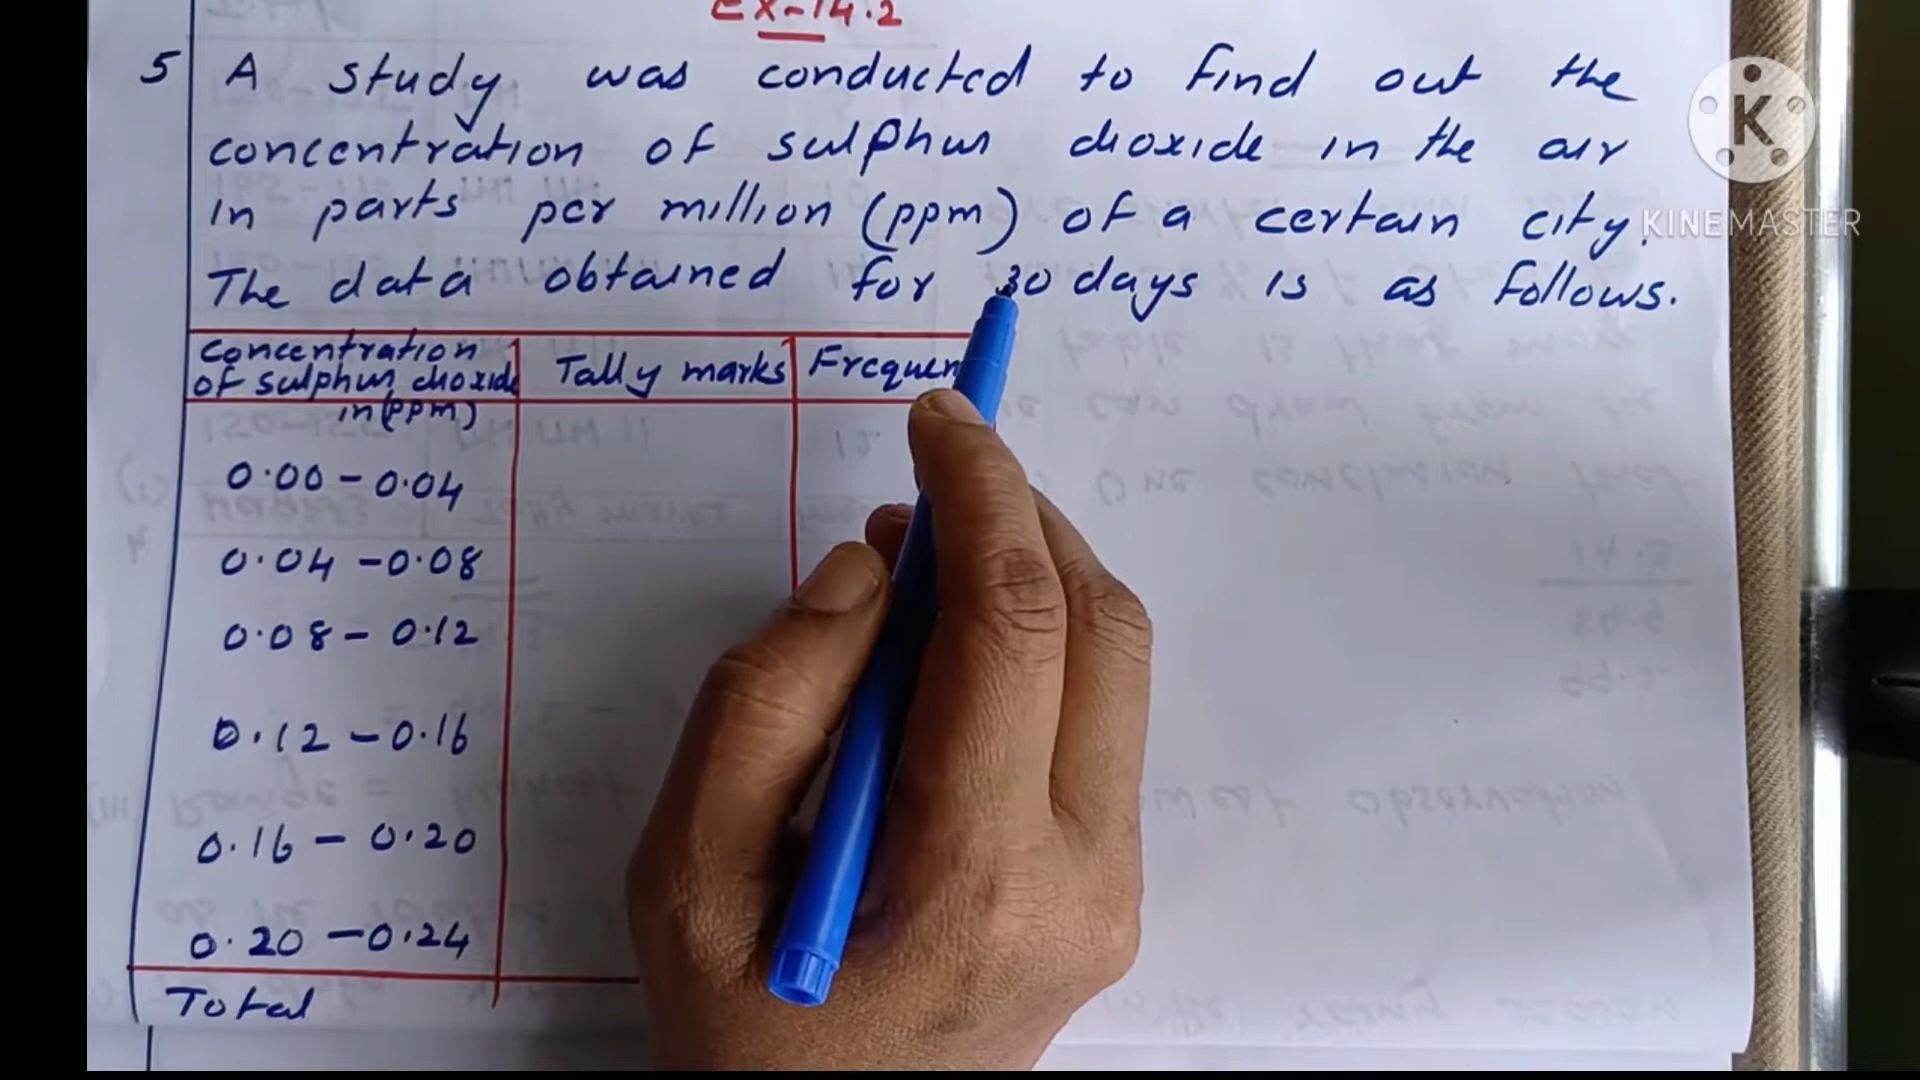 Ex-14.2
5 A study was conducted to find out the
concentration of sulphur dioxide in the air
in parts per million (ppm) of a certain city.
The data obtained for 30 days is as follows.
Concentration of sulphur dioxide in (ppm) Tally marks Frequen
0.00-0.04
0.04-0.08
0.08-0.12
0.12-0.16
0.16-0.20
0.20-0.24
Total
K
KINEMASTER